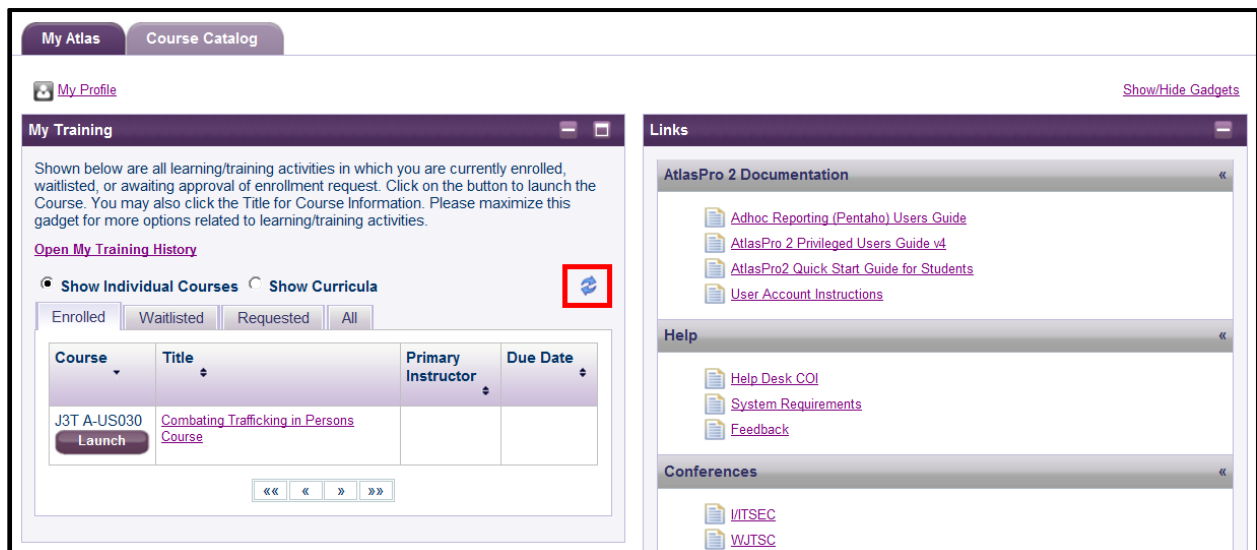 My Atlas
Course Catalog
My Profile
Show/Hide Gadgets
My Training
Shown below are all learning/training activities in which you are currently enrolled,
waitlisted, or awaiting approval of enrollment request. Click on the button to launch the
Course. You may also click the Title for Course Information. Please maximize this
gadget for more options related to learning/training activities.
Open My Training History
Show Individual Courses
Show Curricula
Enrolled
Waitlisted
Requested
All
Course
Title
Primary
Instructor
Due Date
J3T A-US030
Launch
Combating Trafficking in Persons
Course
«« « » »»
Links
AtlasPro 2 Documentation «
Adhoc Reporting (Pentaho) Users Guide
AtlasPro 2 Privileged Users Guide v4
AtlasPro2 Quick Start Guide for Students
User Account Instructions
Help «
Help Desk COI
System Requirements
Feedback
Conferences «
I/ITSEC
WJTSC